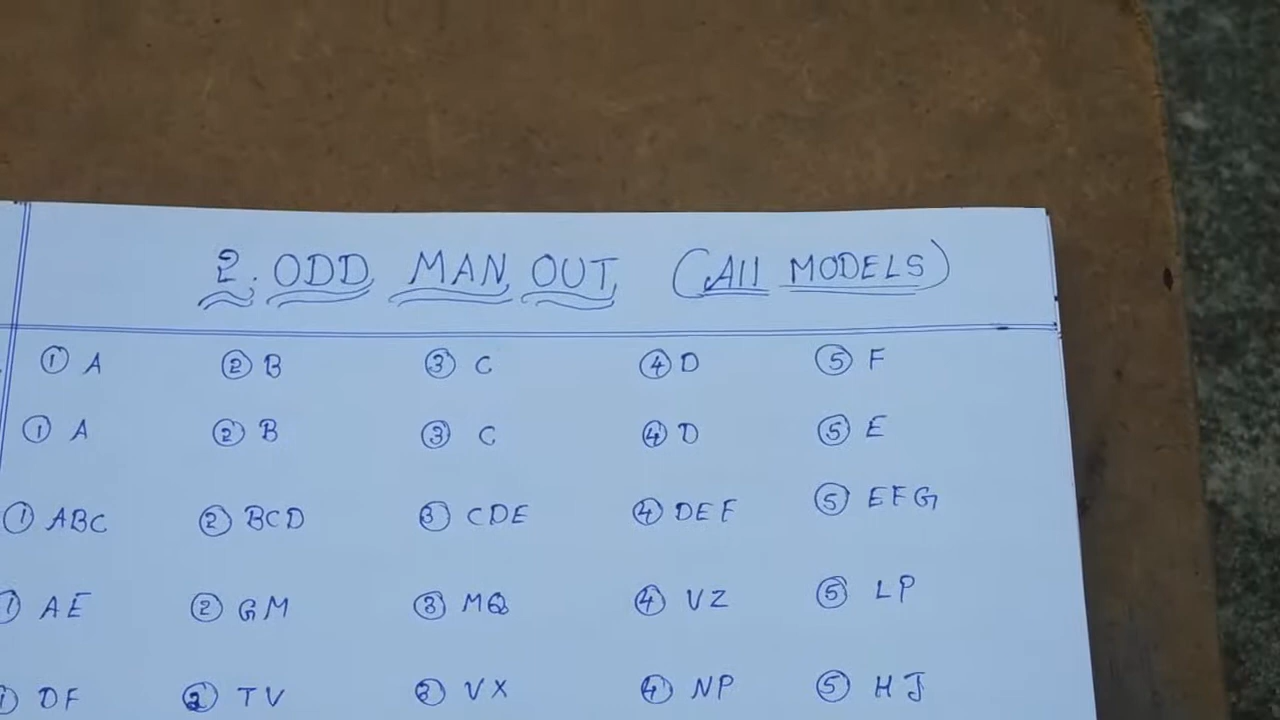 2. ODD MAN OUT (All MODELS)
① A ② B ③ C ④ D ⑤ F
① A ② B ③ C ④ D ⑤ E
① ABC ② BCD ③ CDE ④ DEF ⑤ EFG
① AE ② GM ③ MQ ④ VZ ⑤ LP
① DF ② TV ③ VX ④ NP ⑤ HJ